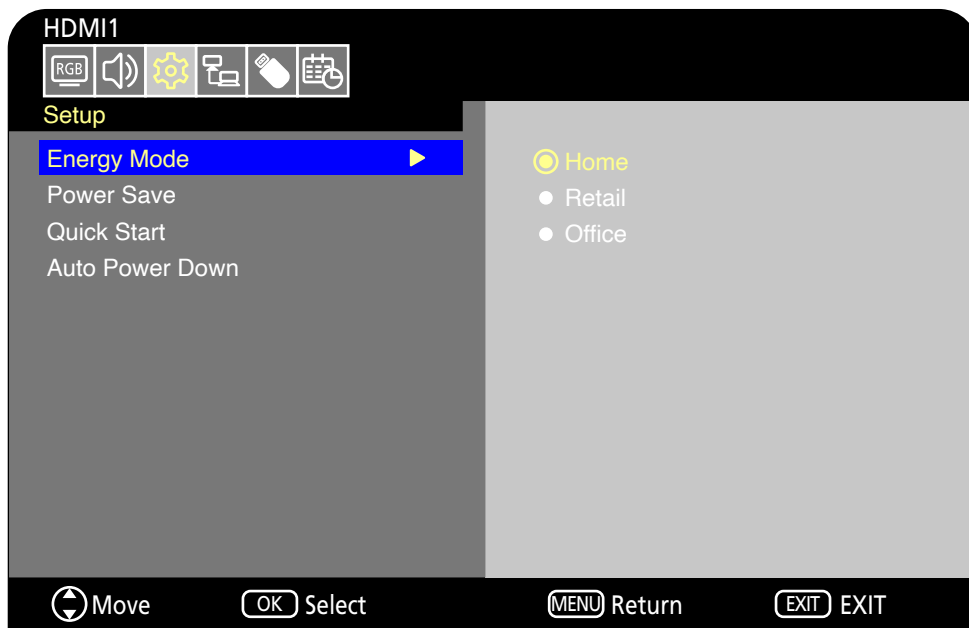 HDMI1
RGB
Setup
Energy Mode
Power Save
Quick Start
Auto Power Down
Home
Retail
Office
Move OK Select MENU Return EXIT EXIT